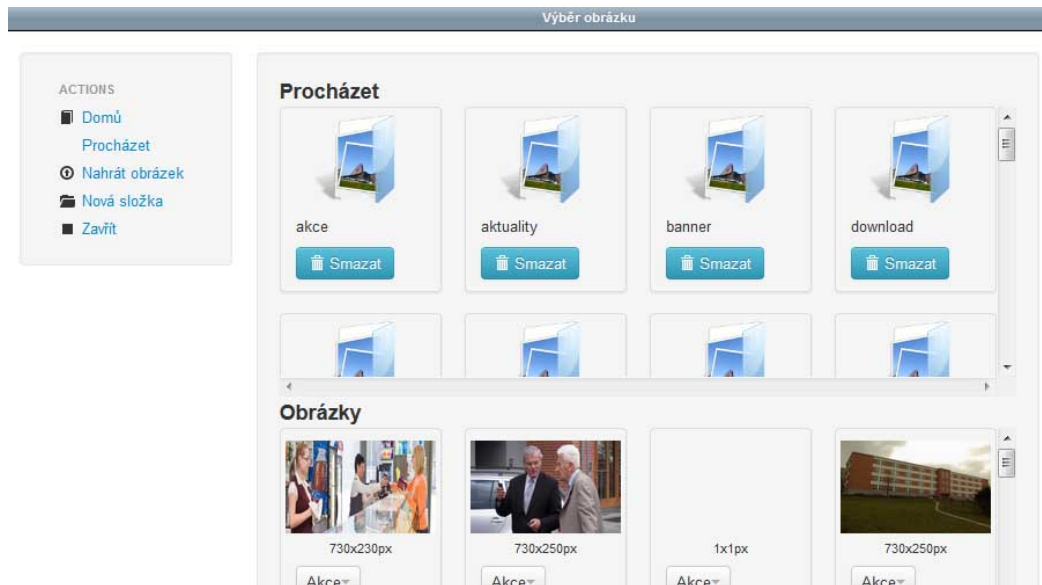 Výběr obrázku
ACTIONS
Domů
Procházet
Nahrát obrázek
Nová složka
Zavřít
Procházet
akce
aktuality
banner
download
Smazat
Smazat
Smazat
Smazat
Obrázky
730x230px
730x250px
1x1px
730x250px
Akce
Akce
Akce
Akce